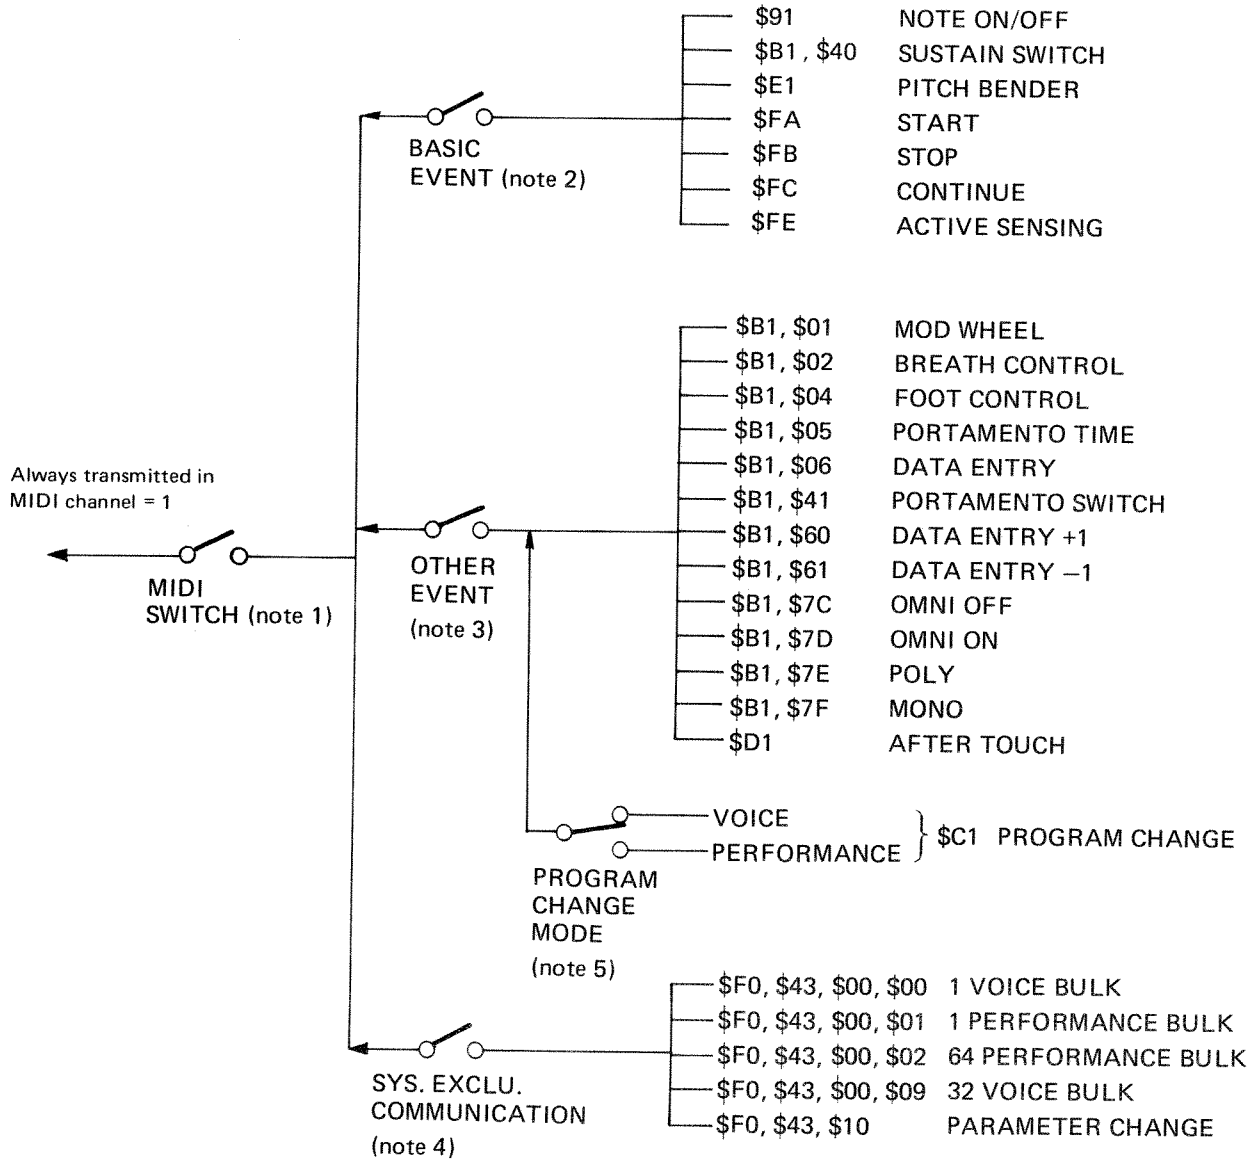 $91 NOTE ON/OFF
$B1, $40 SUSTAIN SWITCH
$E1 PITCH BENDER
$FA START
$FB STOP
$FC CONTINUE
$FE ACTIVE SENSING
BASIC
EVENT (note 2)
$B1, $01 MOD WHEEL
$B1, $02 BREATH CONTROL
$B1, $04 FOOT CONTROL
$B1, $05 PORTAMENTO TIME
$B1, $06 DATA ENTRY
$B1, $41 PORTAMENTO SWITCH
$B1, $60 DATA ENTRY +1
$B1, $61 DATA ENTRY −1
$B1, $7C OMNI OFF
$B1, $7D OMNI ON
$B1, $7E POLY
$B1, $7F MONO
$D1 AFTER TOUCH
Always transmitted in
MIDI channel = 1
MIDI
SWITCH (note 1)
OTHER
EVENT
(note 3)
VOICE
PERFORMANCE
} $C1 PROGRAM CHANGE
PROGRAM
CHANGE
MODE
(note 5)
$F0, $43, $00, $00 1 VOICE BULK
$F0, $43, $00, $01 1 PERFORMANCE BULK
$F0, $43, $00, $02 64 PERFORMANCE BULK
$F0, $43, $00, $09 32 VOICE BULK
$F0, $43, $10 PARAMETER CHANGE
SYS. EXCLU.
COMMUNICATION
(note 4)